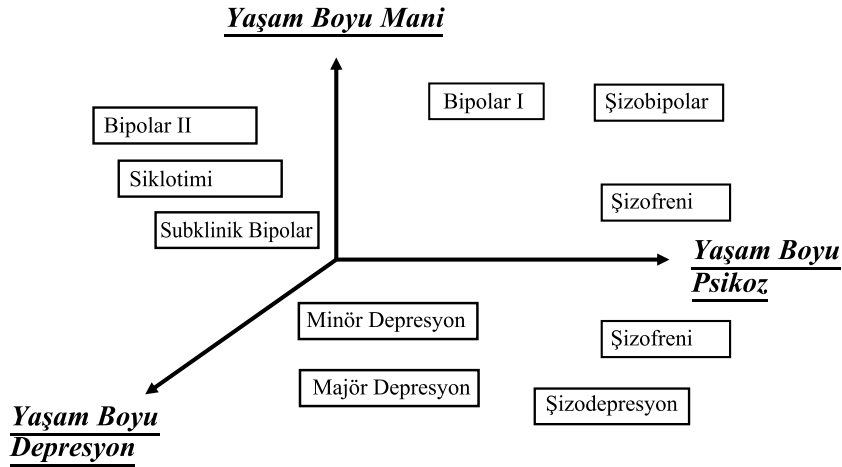 Yaşam Boyu Mani
Bipolar I
Şizobipolar
Bipolar II
Siklotimi
Şizofreni
Subklinik Bipolar
Yaşam Boyu
Psikoz
Minör Depresyon
Şizofreni
Majör Depresyon
Şizodepresyon
Yaşam Boyu
Depresyon